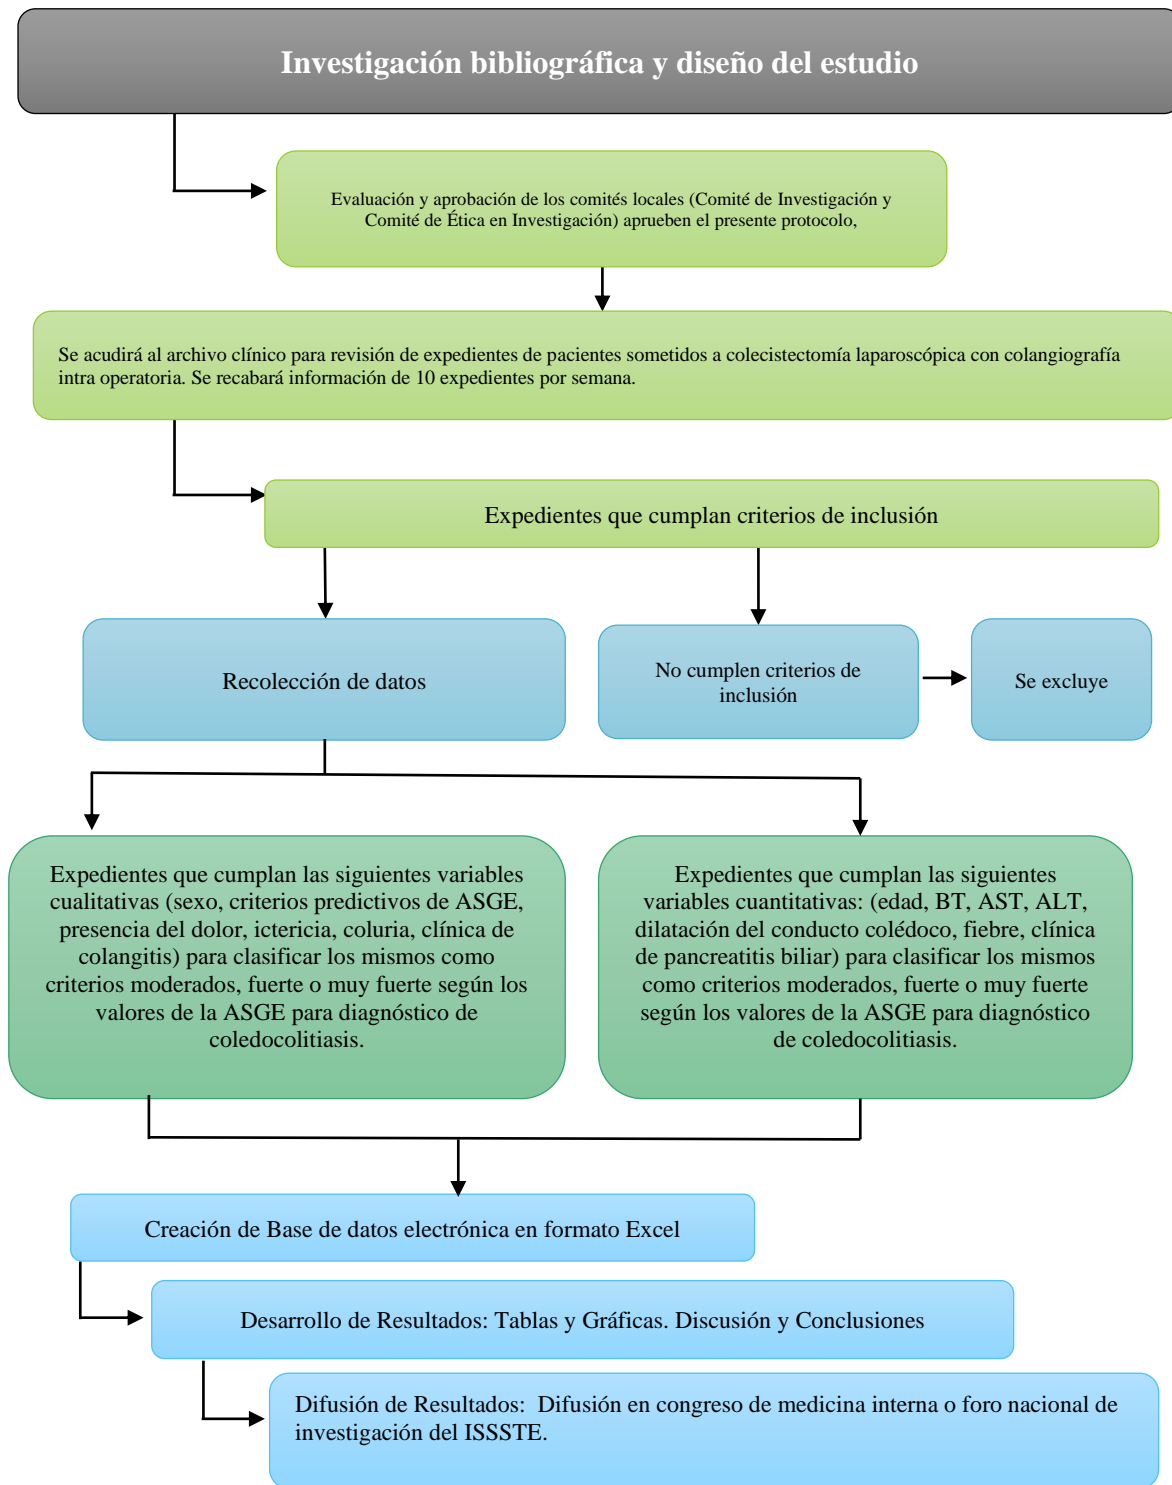 Investigación bibliográfica y diseño del estudio
Evaluación y aprobación de los comités locales (Comité de Investigación y
Comité de Ética en Investigación) aprueben el presente protocolo,
Se acudirá al archivo clínico para revisión de expedientes de pacientes sometidos a colecistectomía laparoscópica con colangiografía
intra operatoria. Se recabará información de 10 expedientes por semana.
Expedientes que cumplan criterios de inclusión
Recolección de datos
No cumplen criterios de
inclusión
Se excluye
Expedientes que cumplan las siguientes variables
cualitativas (sexo, criterios predictivos de ASGE,
presencia del dolor, ictericia, coluria, clínica de
colangitis) para clasificar los mismos como
criterios moderados, fuerte o muy fuerte según los
valores de la ASGE para diagnóstico de
coledocolitiasis.
Expedientes que cumplan las siguientes
variables cuantitativas: (edad, BT, AST, ALT,
dilatación del conducto colédoco, fiebre, clínica
de pancreatitis biliar) para clasificar los mismos
como criterios moderados, fuerte o muy fuerte
según los valores de la ASGE para diagnóstico
de coledocolitiasis.
Creación de Base de datos electrónica en formato Excel
Desarrollo de Resultados: Tablas y Gráficas. Discusión y Conclusiones
Difusión de Resultados:  Difusión en congreso de medicina interna o foro nacional de
investigación del ISSSTE.